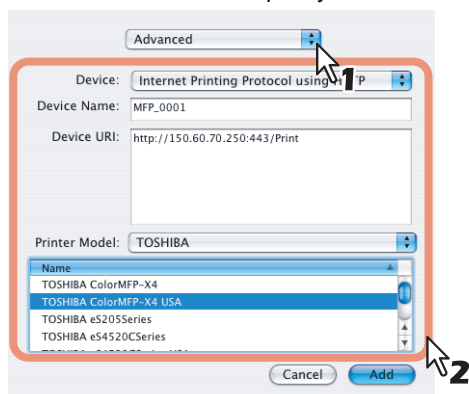 Advanced
1
Device: Internet Printing Protocol using
Device Name: MFP_0001
Device URI: http://150.60.70.250:443/Print
Printer Model: TOSHIBA
Name
TOSHIBA ColorMFP-X4
TOSHIBA ColorMFP-X4 USA
TOSHIBA eS205Series
TOSHIBA eS4520CSeries
TOSHIBA
2
Cancel Add